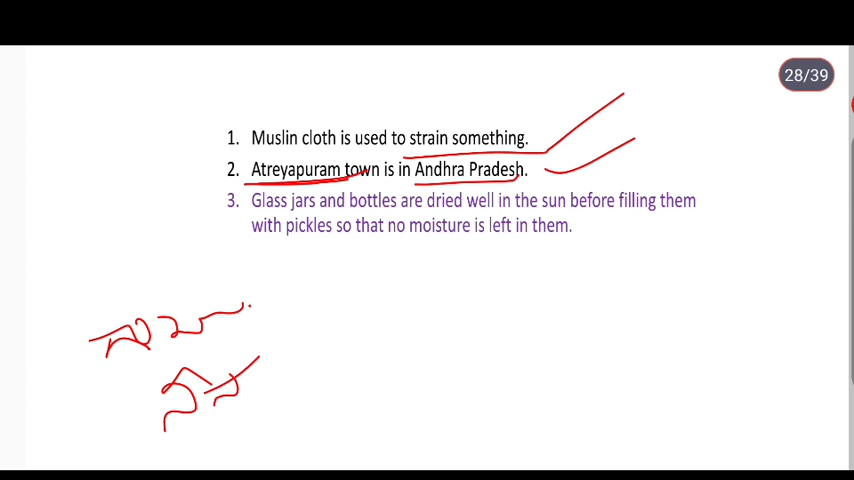 28/39
1. Muslin cloth is used to strain something.
2. Atreyapuram town is in Andhra Pradesh.
3. Glass jars and bottles are dried well in the sun before filling them
with pickles so that no moisture is left in them.